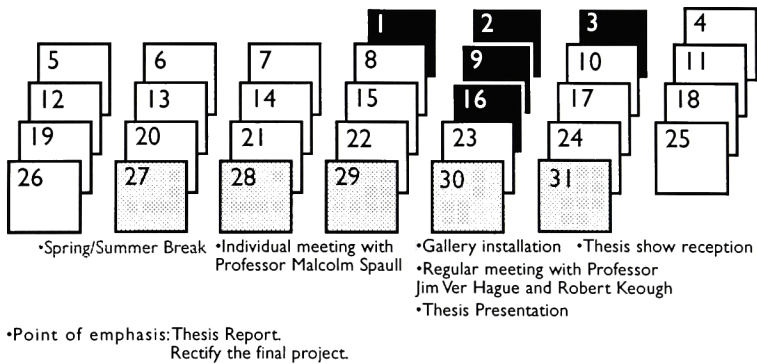 1 2 3 4
5 6 7 8 9 10 11
12 13 14 15 16 17 18
19 20 21 22 23 24 25
26 27 28 29 30 31
•Spring/Summer Break •Individual meeting with Professor Malcolm Spaull
•Gallery installation •Thesis show reception
•Regular meeting with Professor
Jim Ver Hague and Robert Keough
•Thesis Presentation
•Point of emphasis: Thesis Report.
Rectify the final project.